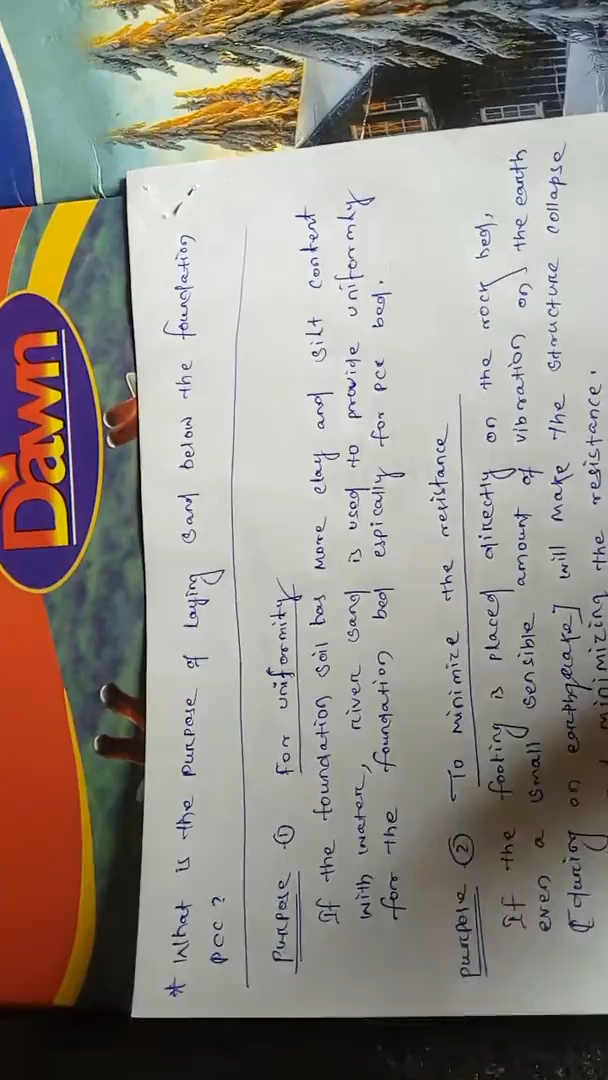 Dawn
* What is the purpose of laying sand below the foundation
PCC?
Purpose ① For uniformity
If the foundation soil has more clay and silt content
with water, river sand is used to provide uniformity
for the foundation bed espically for pcc bed.
Purpose ② To minimize the resistance
If the footing is placed directly on the rock bed,
even a small sensible amount of vibration on the earth
[during on earthquake] will make the structure collapse
minimizing the resistance.